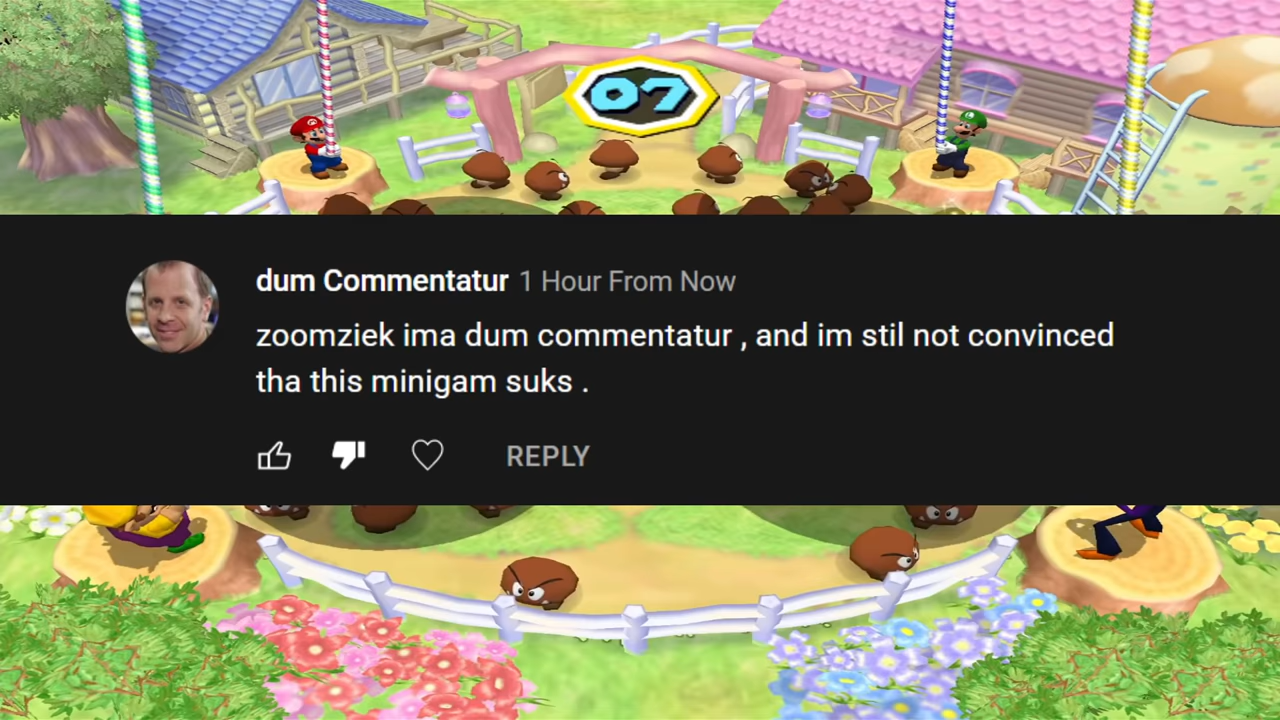 07
dum Commentatur 1 Hour From Now
zoomziek ima dum commentatur , and im stil not convinced
tha this minigam suks .
REPLY